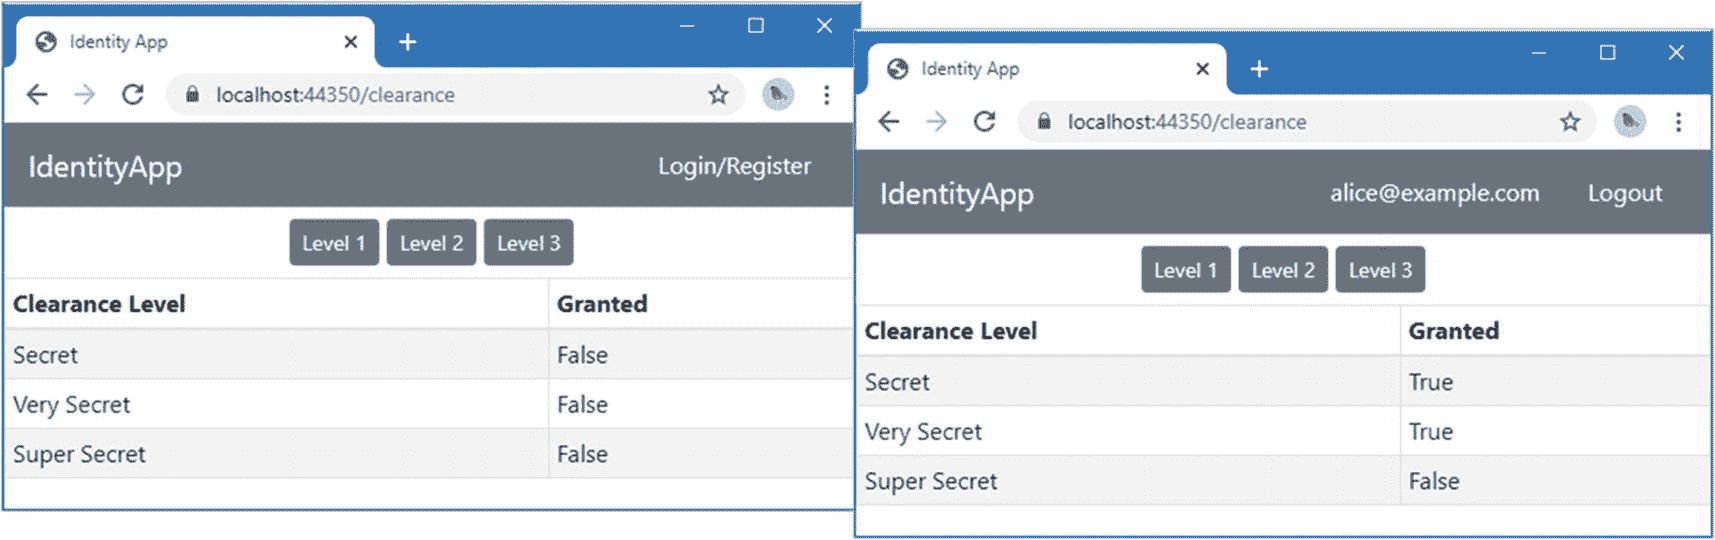 Identity App
localhost:44350/clearance
IdentityApp Login/Register
Level 1 Level 2 Level 3
Clearance Level Granted
Secret False
Very Secret False
Super Secret False
Identity App
localhost:44350/clearance
IdentityApp alice@example.com Logout
Level 1 Level 2 Level 3
Clearance Level Granted
Secret True
Very Secret True
Super Secret False